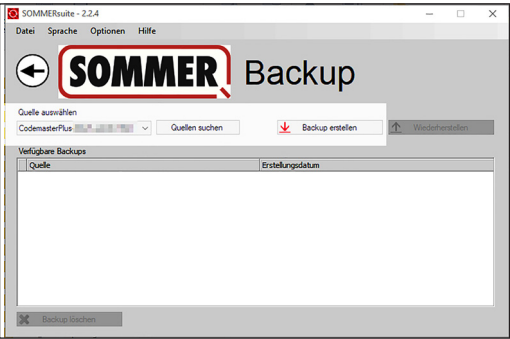 SOMMERsuite - 2.2.4
Datei Sprache Optionen Hilfe
SOMMER Backup
Quelle auswählen
CodemasterPlus- Quellen suchen Backup erstellen Wiederherstellen
Verfügbare Backups
Quelle Erstellungsdatum
Backup löschen